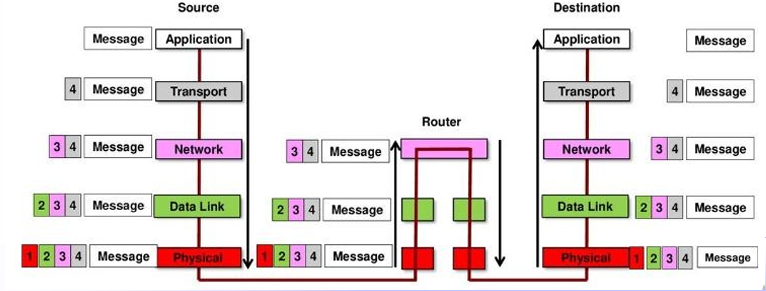 Source
Destination
Message Application
Application Message
4 Message Transport
Transport 4 Message
Router
3 4 Message Network
3 4 Message
Network 3 4 Message
2 3 4 Message Data Link
2 3 4 Message
Data Link 2 3 4 Message
1 2 3 4 Message Physical
1 2 3 4 Message
Physical 1 2 3 4 Message